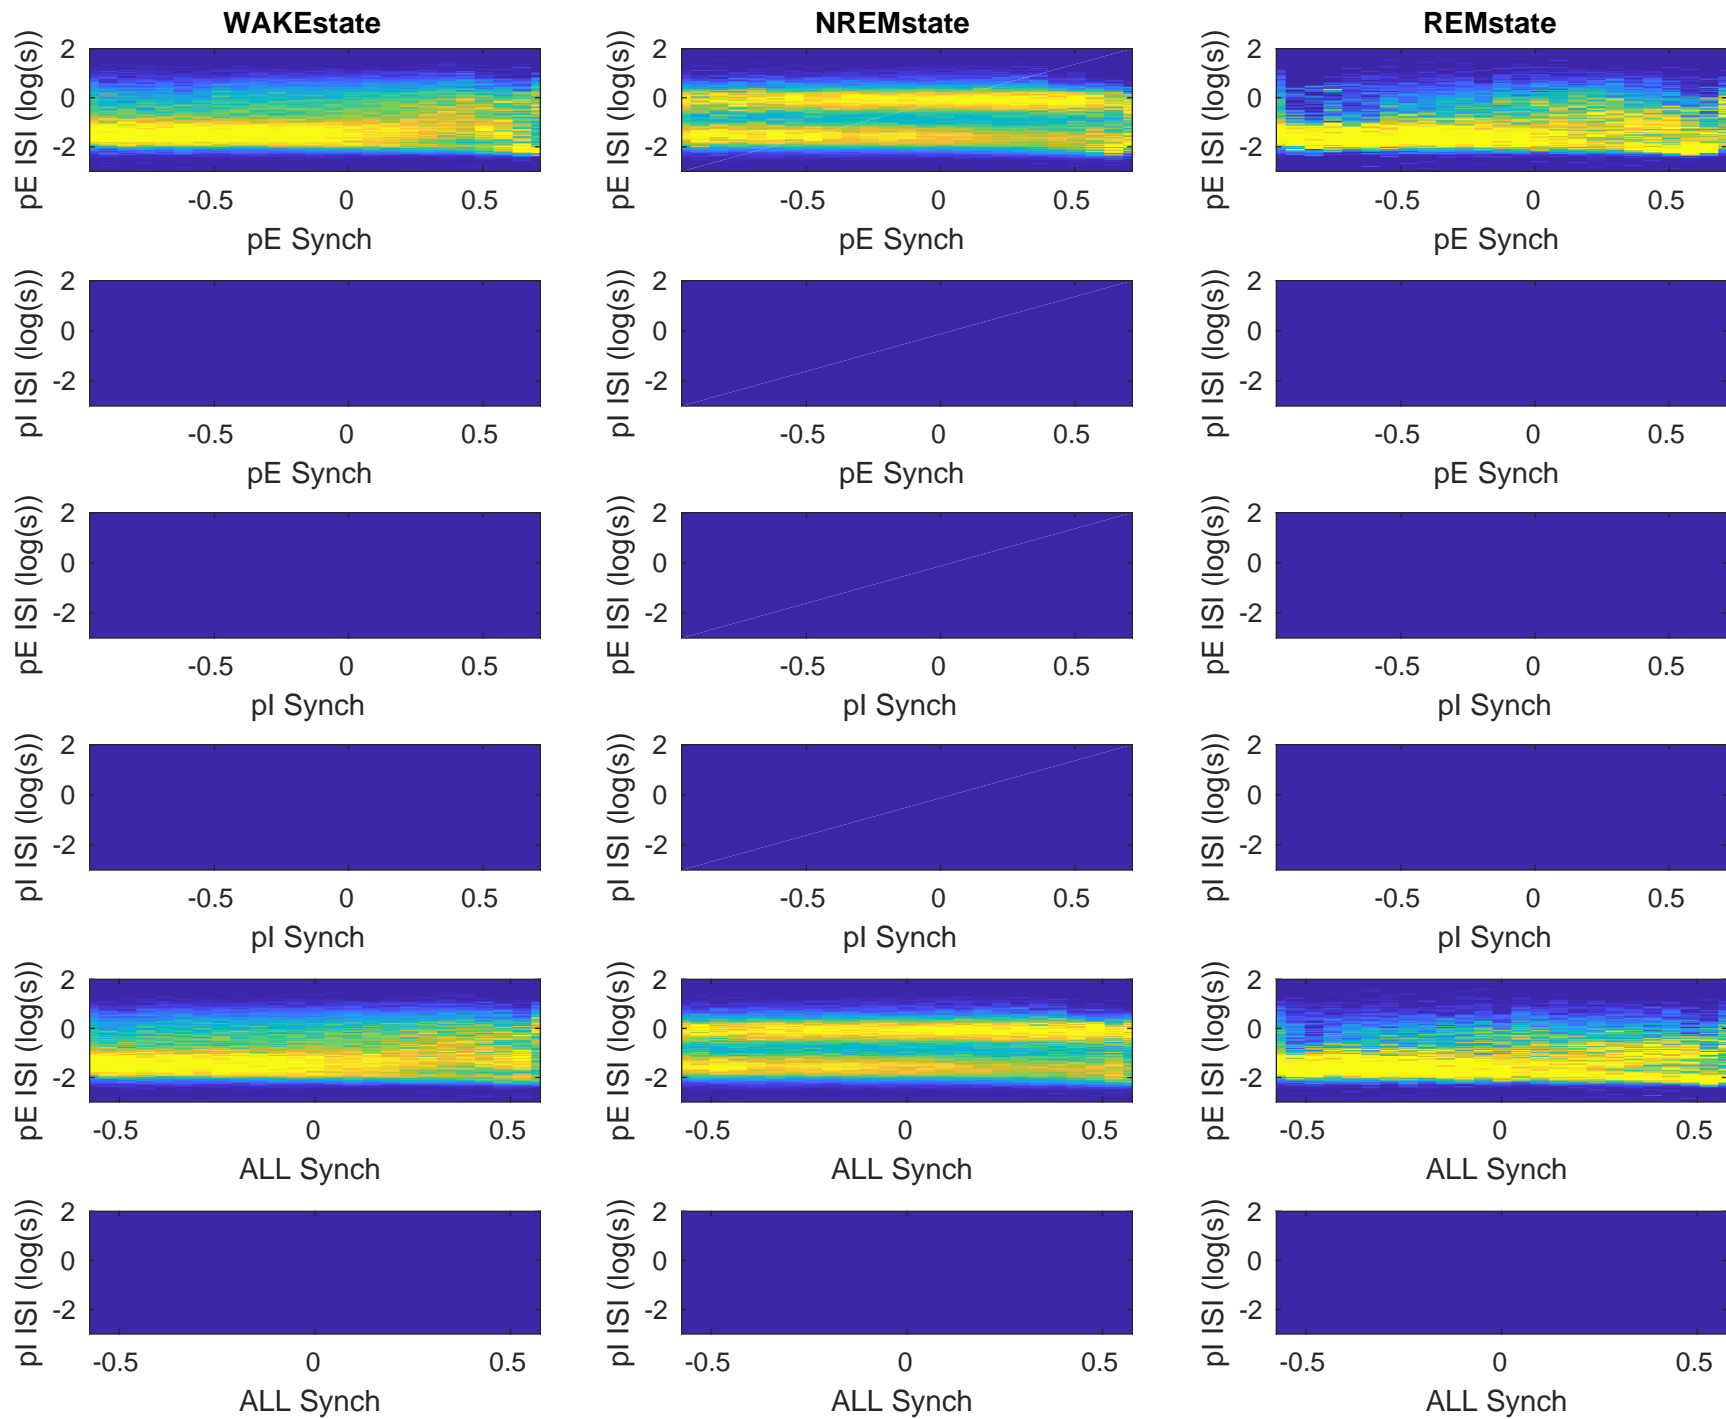 WAKEstate NREMstate REMstate
pE ISI (log(s)) 2 0 -2 pE ISI (log(s)) 2 0 -2 pE ISI (log(s)) 2 0 -2
-0.5 0 0.5 -0.5 0 0.5 -0.5 0 0.5
pE Synch pE Synch pE Synch
pI ISI (log(s)) 2 0 -2 pI ISI (log(s)) 2 0 -2 pI ISI (log(s)) 2 0 -2
-0.5 0 0.5 -0.5 0 0.5 -0.5 0 0.5
pE Synch pE Synch pE Synch
pE ISI (log(s)) 2 0 -2 pE ISI (log(s)) 2 0 -2 pE ISI (log(s)) 2 0 -2
-0.5 0 0.5 -0.5 0 0.5 -0.5 0 0.5
pI Synch pI Synch pI Synch
pI ISI (log(s)) 2 0 -2 pI ISI (log(s)) 2 0 -2 pI ISI (log(s)) 2 0 -2
-0.5 0 0.5 -0.5 0 0.5 -0.5 0 0.5
pI Synch pI Synch pI Synch
pE ISI (log(s)) 2 0 -2 pE ISI (log(s)) 2 0 -2 pE ISI (log(s)) 2 0 -2
-0.5 0 0.5 -0.5 0 0.5 -0.5 0 0.5
ALL Synch ALL Synch ALL Synch
pI ISI (log(s)) 2 0 -2 pI ISI (log(s)) 2 0 -2 pI ISI (log(s)) 2 0 -2
-0.5 0 0.5 -0.5 0 0.5 -0.5 0 0.5
ALL Synch ALL Synch ALL Synch